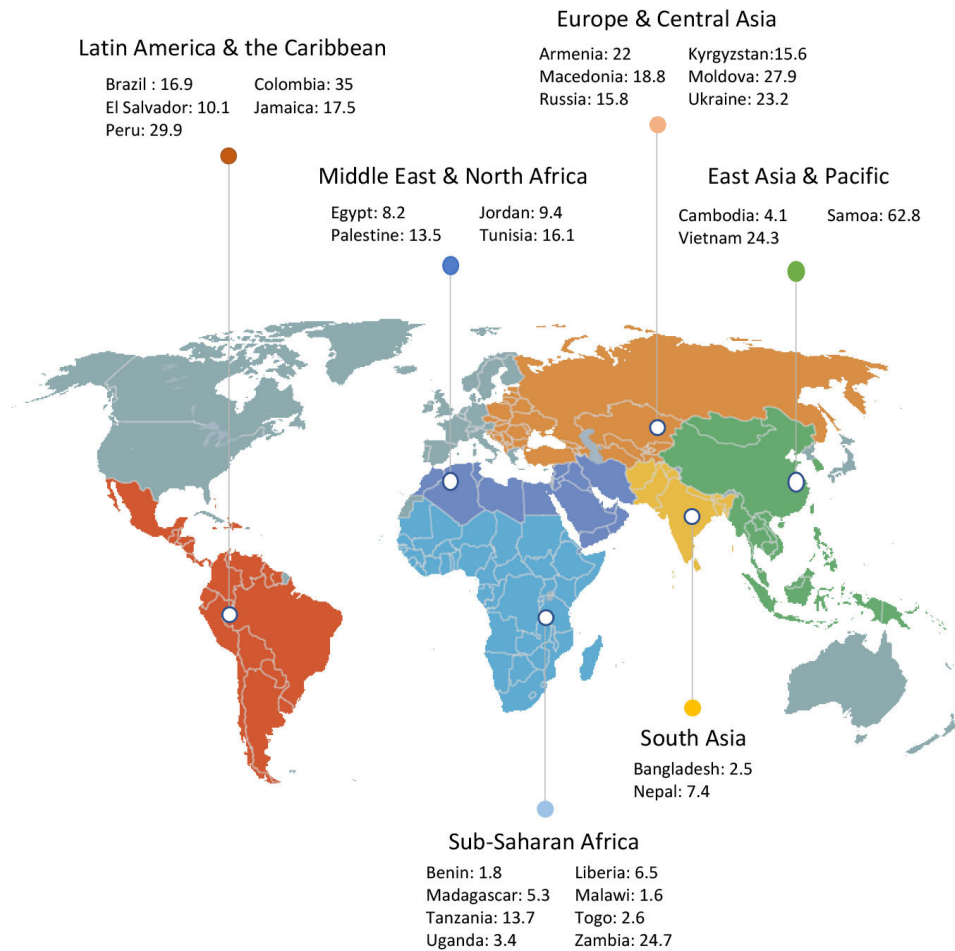 Europe & Central Asia
Armenia: 22 Kyrgyzstan:15.6
Macedonia: 18.8 Moldova: 27.9
Russia: 15.8 Ukraine: 23.2
Latin America & the Caribbean
Brazil : 16.9 Colombia: 35
El Salvador: 10.1 Jamaica: 17.5
Peru: 29.9
Middle East & North Africa
Egypt: 8.2 Jordan: 9.4
Palestine: 13.5 Tunisia: 16.1
East Asia & Pacific
Cambodia: 4.1 Samoa: 62.8
Vietnam 24.3
South Asia
Bangladesh: 2.5
Nepal: 7.4
Sub-Saharan Africa
Benin: 1.8 Liberia: 6.5
Madagascar: 5.3 Malawi: 1.6
Tanzania: 13.7 Togo: 2.6
Uganda: 3.4 Zambia: 24.7